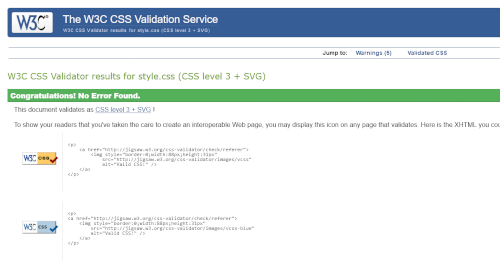 W3C® The W3C CSS Validation Service
W3C CSS Validator results for style.css (CSS level 3 + SVG)
Jump to: Warnings (6) Validated CSS
W3C CSS Validator results for style.css (CSS level 3 + SVG)
Congratulations! No Error Found.
This document validates as CSS level 3 + SVG !
To show your readers that you've taken the care to create an interoperable Web page, you may display this icon on any page that validates. Here is the XHTML you cou
<p>
<a href="http://jigsaw.w3.org/css-validator/check/referer">
<img style="border:0;width:88px;height:31px"
src="http://jigsaw.w3.org/css-validator/images/vcss"
alt="Valid CSS!" />
</a>
</p>
W3C css
<p>
<a href="http://jigsaw.w3.org/css-validator/check/referer">
<img style="border:0;width:88px;height:31px"
src="http://jigsaw.w3.org/css-validator/images/vcss-blue"
alt="Valid CSS!" />
</a>
</p>
W3C css